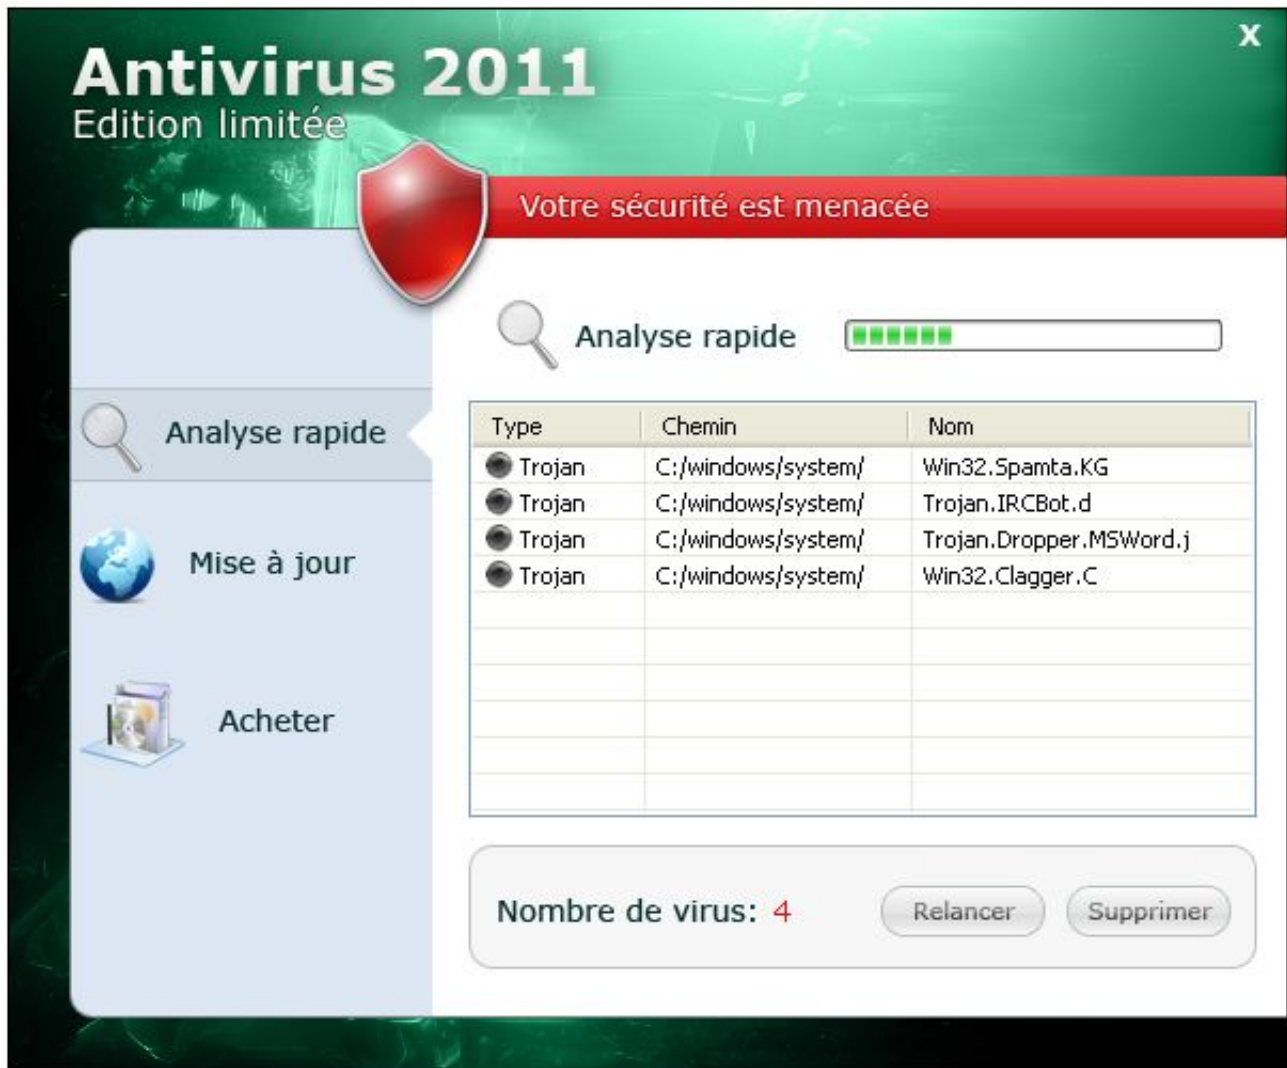 Antivirus 2011
X
Edition limitée
Votre sécurité est menacée
Analyse rapide
Analyse rapide
Mise à jour
Acheter
Type Chemin Nom
Trojan C:/windows/system/ Win32.Spamta.KG
Trojan C:/windows/system/ Trojan.IRCBot.d
Trojan C:/windows/system/ Trojan.Dropper.MSWord.j
Trojan C:/windows/system/ Win32.Clagger.C
Nombre de virus: 4 Relancer Supprimer